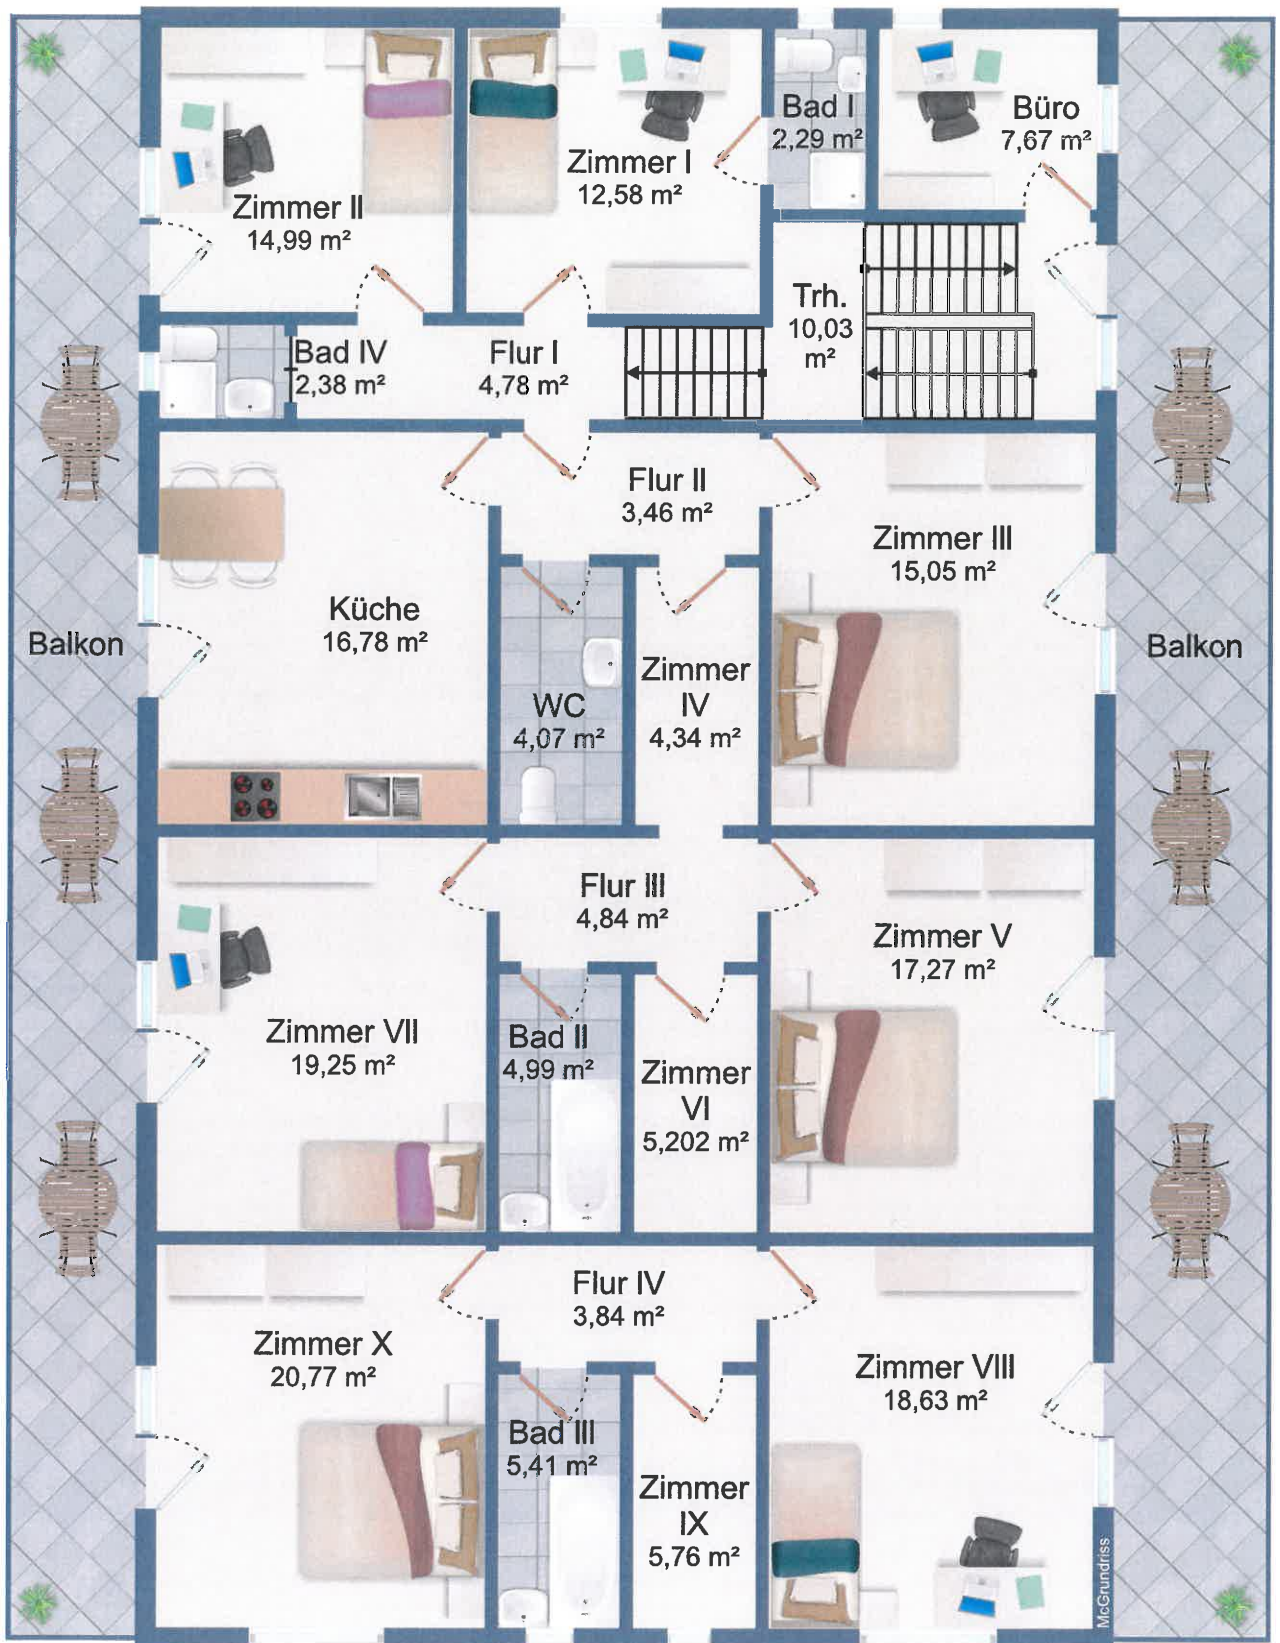 Zimmer II
14,99 m²
Zimmer I
12,58 m²
Bad I
2,29 m²
Büro
7,67 m²
Trh.
10,03
m²
Bad IV
2,38 m²
Flur I
4,78 m²
Flur II
3,46 m²
Zimmer III
15,05 m²
Küche
16,78 m²
Balkon
Balkon
WC
4,07 m²
Zimmer
IV
4,34 m²
Flur III
4,84 m²
Zimmer V
17,27 m²
Zimmer VII
19,25 m²
Bad II
4,99 m²
Zimmer
VI
5,202 m²
Flur IV
3,84 m²
Zimmer X
20,77 m²
Zimmer VIII
18,63 m²
Bad III
5,41 m²
Zimmer
IX
5,76 m²
McGrundriss